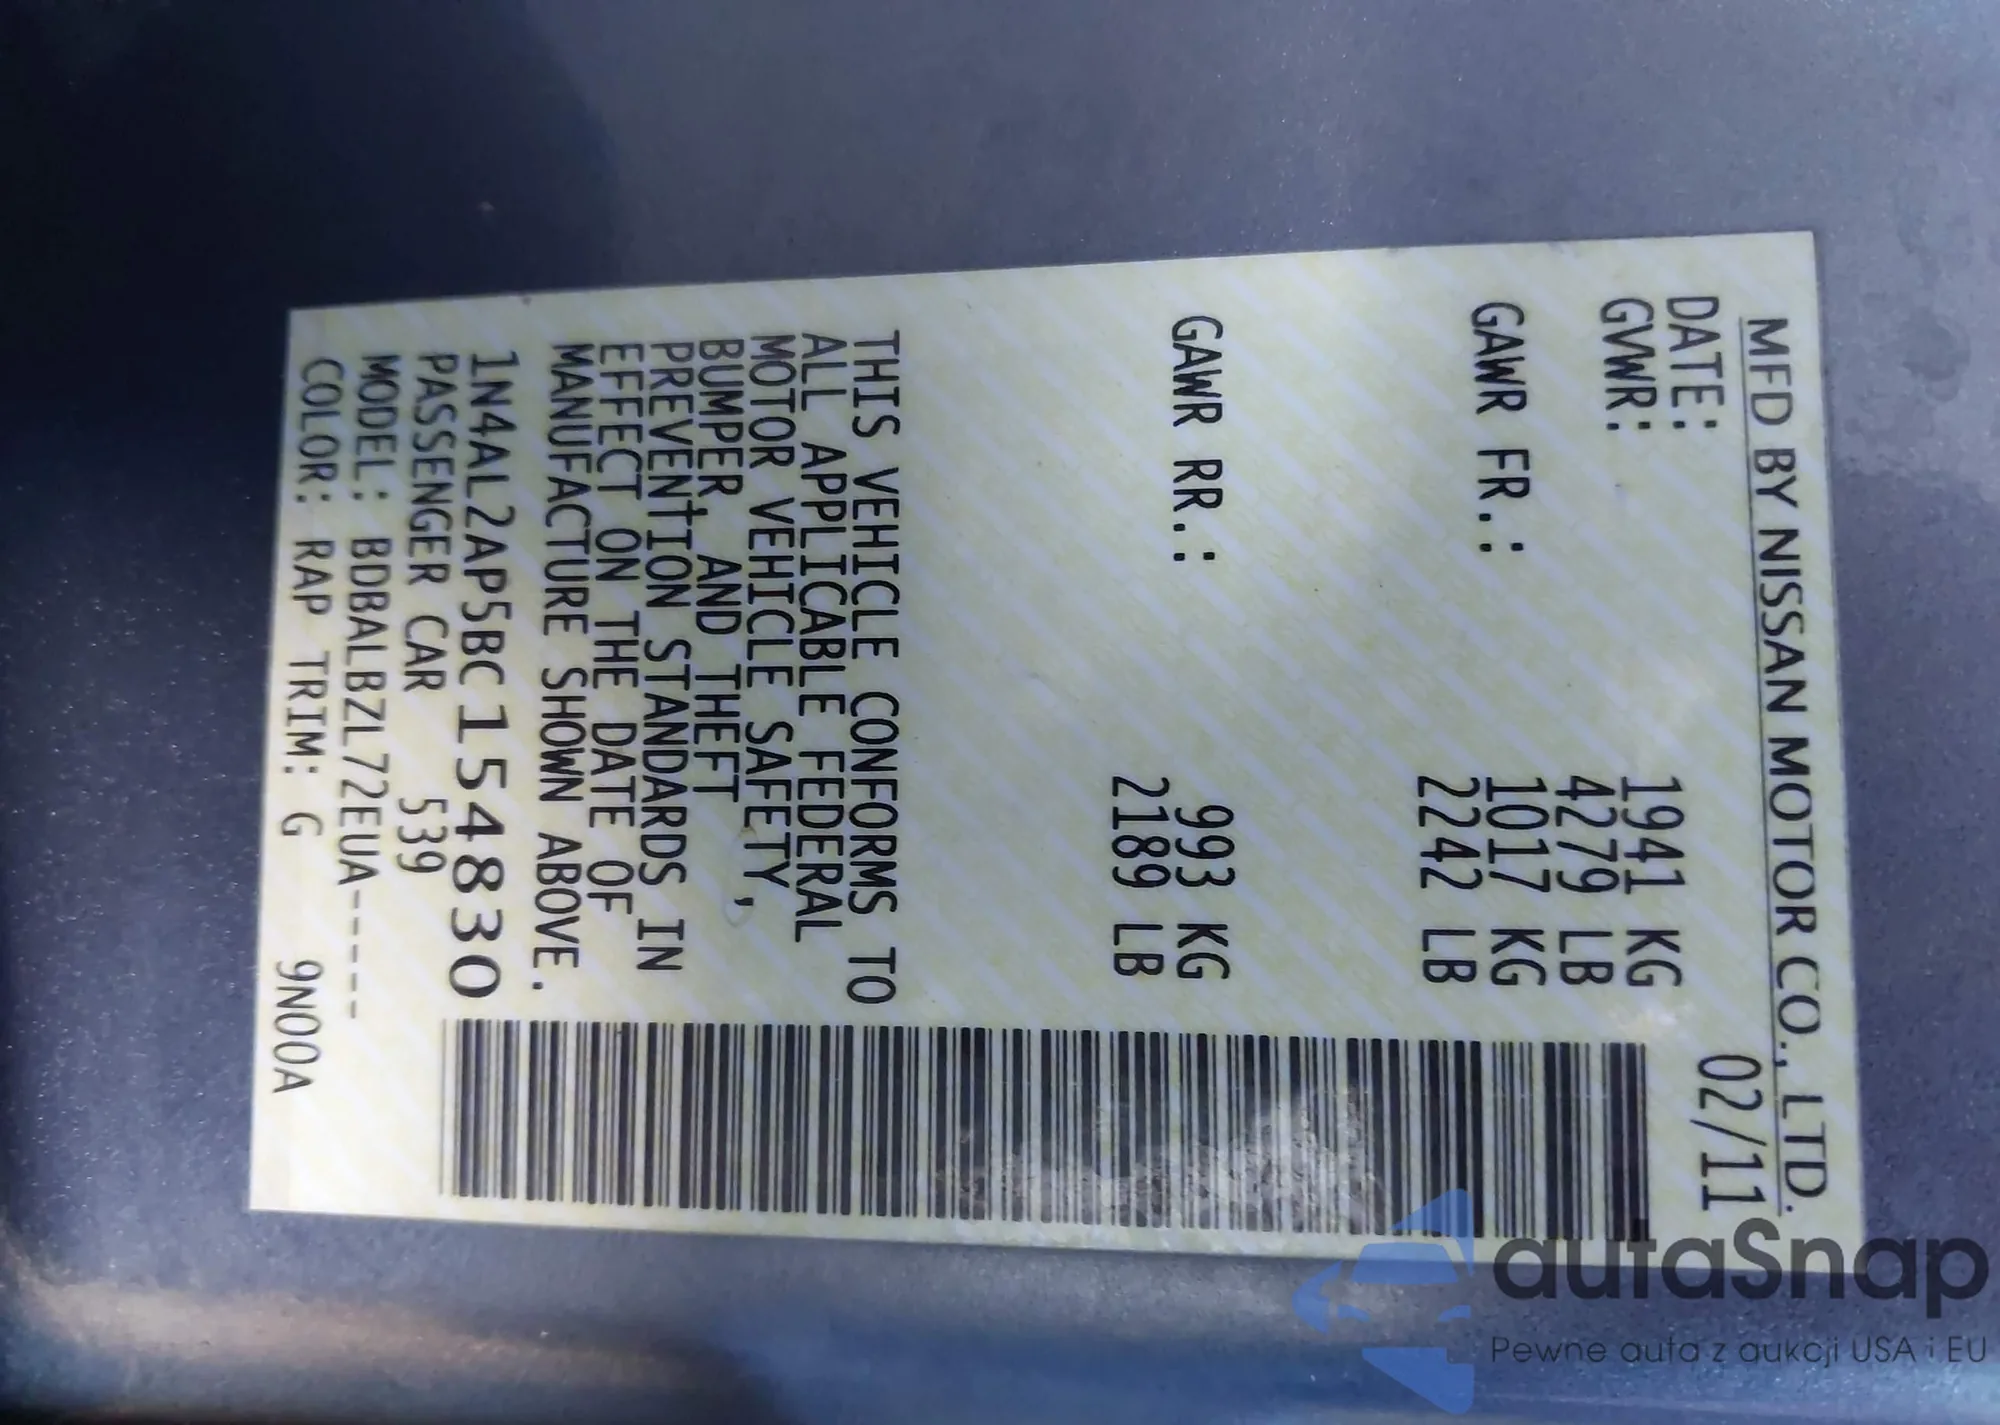 MFD BY NISSAN MOTOR CO., LTD.
DATE: 02/11
GVWR: 1941 KG
4279 LB
GAWR FR.: 1017 KG
2242 LB
GAWR RR.: 993 KG
2189 LB
THIS VEHICLE CONFORMS TO
ALL APPLICABLE FEDERAL
MOTOR VEHICLE SAFETY,
BUMPER, AND THEFT
PREVENTION STANDARDS IN
EFFECT ON THE DATE OF
MANUFACTURE SHOWN ABOVE.
1N4AL2AP5BC154830
PASSENGER CAR 539
MODEL: BDBALBZL72EUA-----
COLOR: RAP TRIM: G 9N00A
autaSnap
Pewne auta z aukcji USA i EU